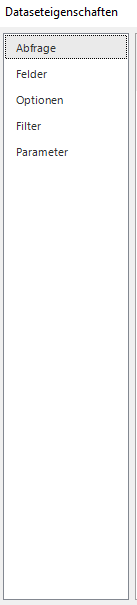 Dataseteigenschaften
Abfrage
Felder
Optionen
Filter
Parameter